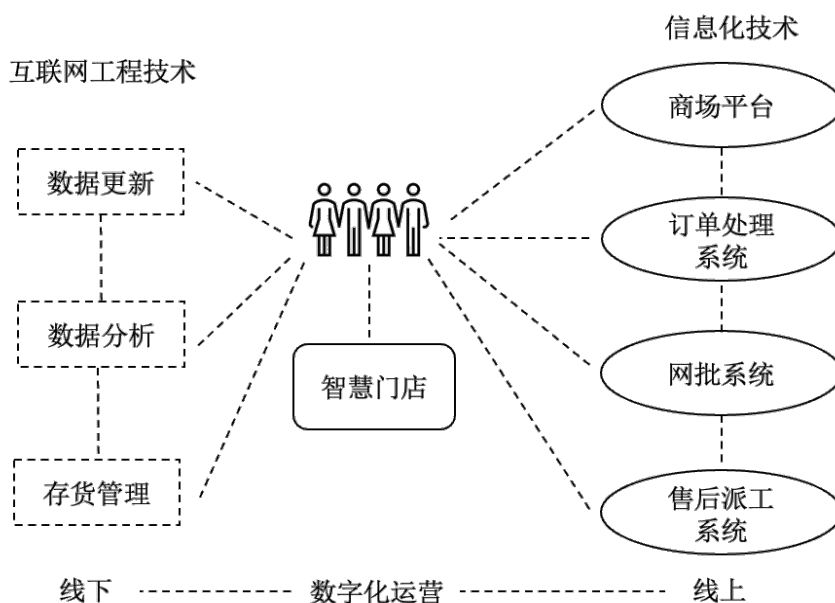 信息化技术
互联网工程技术
商场平台
数据更新
订单处理
系统
数据分析
智慧门店
网批系统
存货管理
售后派工
系统
线下
数字化运营
线上